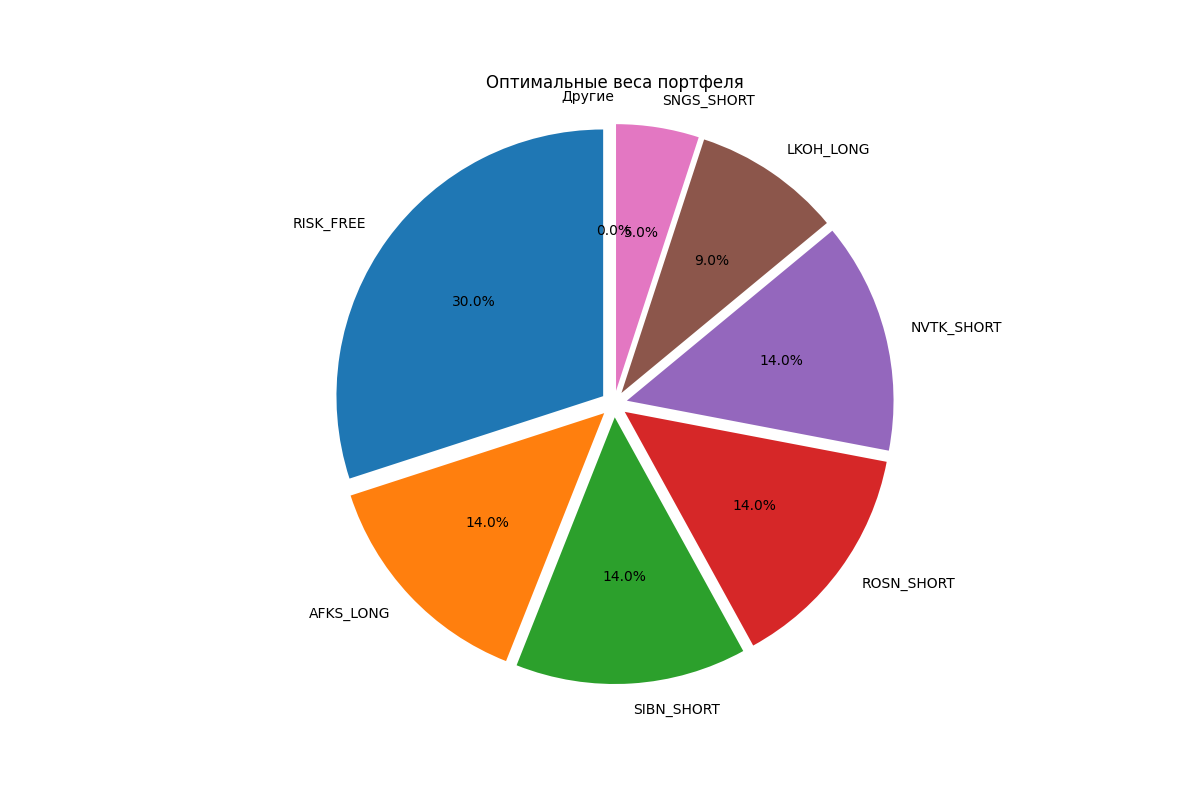 Оптимальные веса портфеля
Другие
SNGS_SHORT
LKOH_LONG
RISK_FREE
0.0%
5.0%
9.0%
30.0%
NVTK_SHORT
14.0%
14.0%
14.0%
14.0%
ROSN_SHORT
AFKS_LONG
SIBN_SHORT